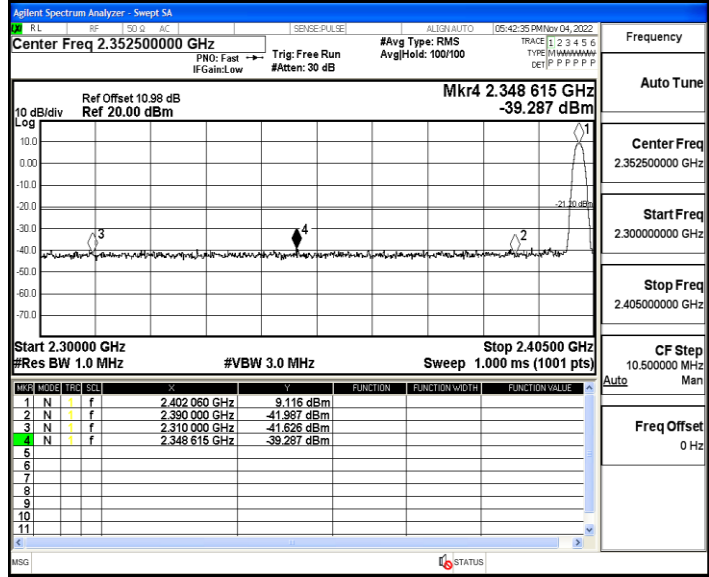 Agilent Spectrum Analyzer - Swept SA
RL RF 50 Ω AC SENSE:PULSE ALIGN AUTO 05:42:35 PM Nov 04, 2022
Center Freq 2.352500000 GHz
PNO: Fast
IFGain:Low
Trig: Free Run
#Atten: 30 dB
#Avg Type: RMS
Avg|Hold: 100/100
TRACE 1 2 3 4 5 6
TYPE M
DET P P P P P P
Frequency
Auto Tune
Center Freq
2.352500000 GHz
Start Freq
2.300000000 GHz
Stop Freq
2.405000000 GHz
CF Step
10.500000 MHz
Auto Man
Freq Offset
0 Hz
Ref Offset 10.98 dB
10 dB/div Ref 20.00 dBm
Mkr4 2.348 615 GHz
-39.287 dBm
Log
10.0
0.00
-10.0
-20.0
-30.0
-40.0
-50.0
-60.0
-70.0
1
-21.20 dBm
2
3
4
Start 2.30000 GHz Stop 2.40500 GHz
#Res BW 1.0 MHz #VBW 3.0 MHz Sweep 1.000 ms (1001 pts)
MKR MODE TRC SCL X Y FUNCTION FUNCTION WIDTH FUNCTION VALUE
1 N 1 f 2.402 060 GHz 9.116 dBm
2 N 1 f 2.390 000 GHz -41.987 dBm
3 N 1 f 2.310 000 GHz -41.626 dBm
4 N 1 f 2.348 615 GHz -39.287 dBm
5
6
7
8
9
10
11
MSG STATUS